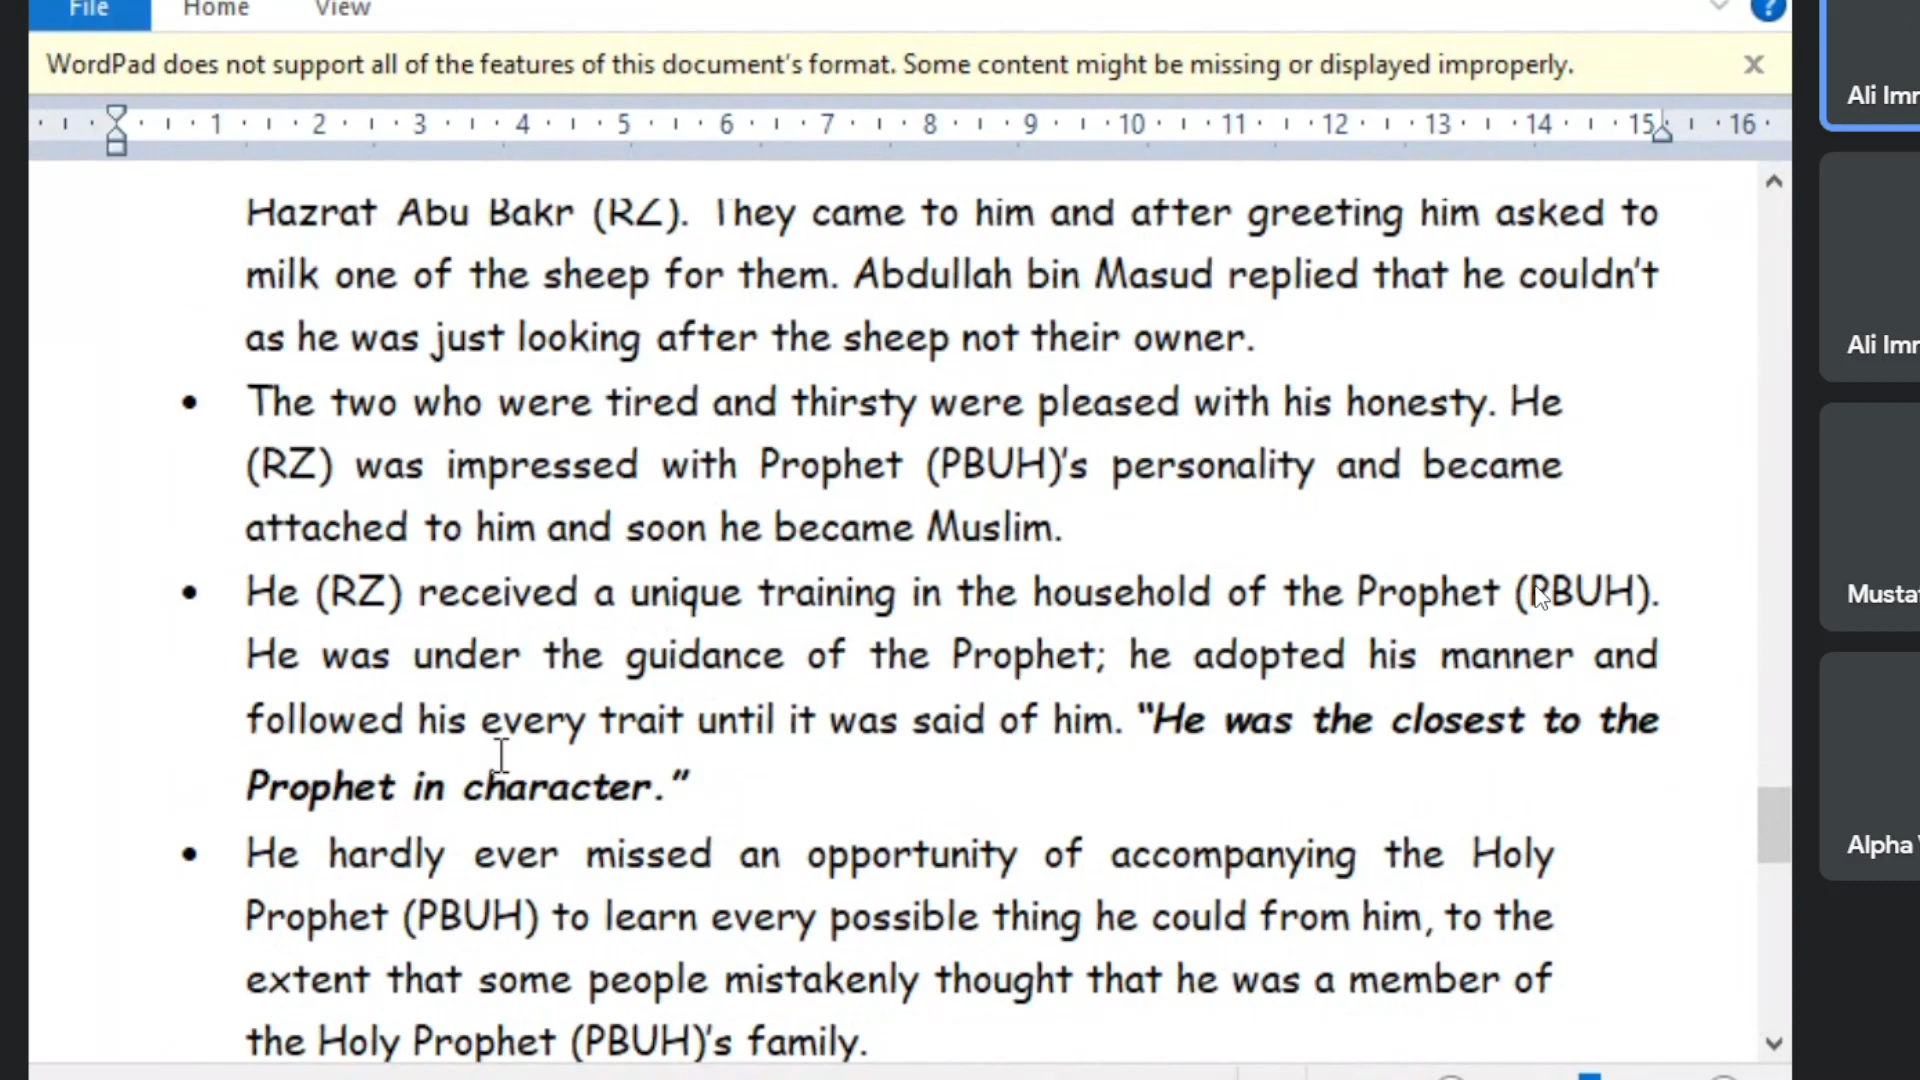 File Home View
WordPad does not support all of the features of this document's format. Some content might be missing or displayed improperly.
1 2 3 4 5 6 7 8 9 10 11 12 13 14 15 16
Hazrat Abu Bakr (RZ). They came to him and after greeting him asked to
milk one of the sheep for them. Abdullah bin Masud replied that he couldn't
as he was just looking after the sheep not their owner.
• The two who were tired and thirsty were pleased with his honesty. He
(RZ) was impressed with Prophet (PBUH)'s personality and became
attached to him and soon he became Muslim.
• He (RZ) received a unique training in the household of the Prophet (PBUH).
He was under the guidance of the Prophet; he adopted his manner and
followed his every trait until it was said of him. "He was the closest to the
Prophet in character."
• He hardly ever missed an opportunity of accompanying the Holy
Prophet (PBUH) to learn every possible thing he could from him, to the
extent that some people mistakenly thought that he was a member of
the Holy Prophet (PBUH)'s family.
Ali Imr
Ali Imr
Musta
Alpha